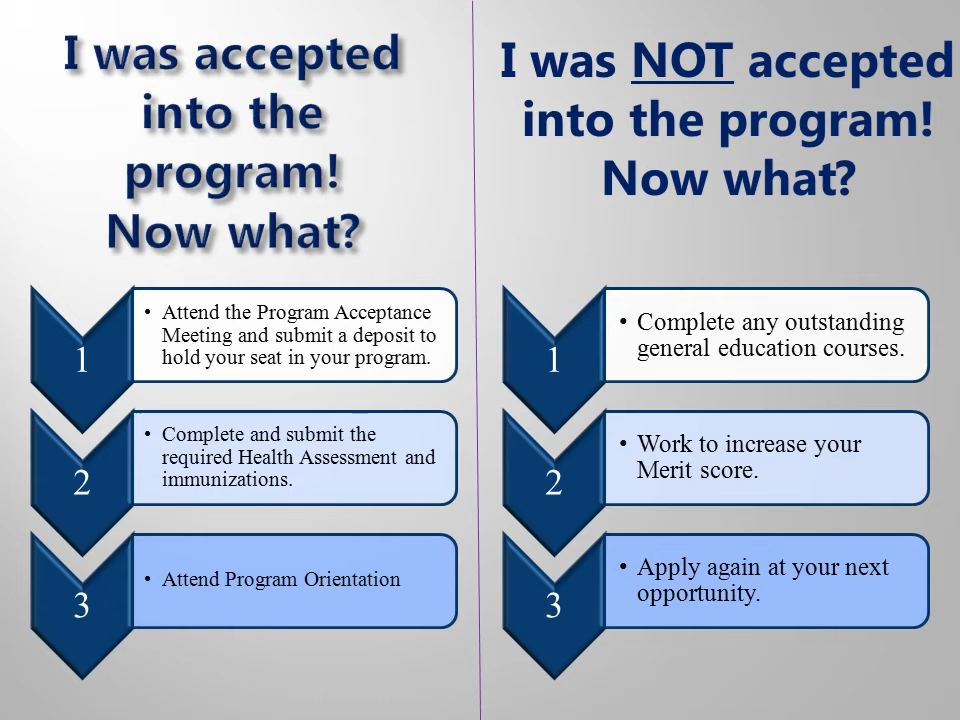 I was accepted
into the
program!
Now what?
1
• Attend the Program Acceptance
Meeting and submit a deposit to
hold your seat in your program.
2
• Complete and submit the
required Health Assessment and
immunizations.
3
• Attend Program Orientation
I was NOT accepted
into the program!
Now what?
1
• Complete any outstanding
general education courses.
2
• Work to increase your
Merit score.
3
• Apply again at your next
opportunity.